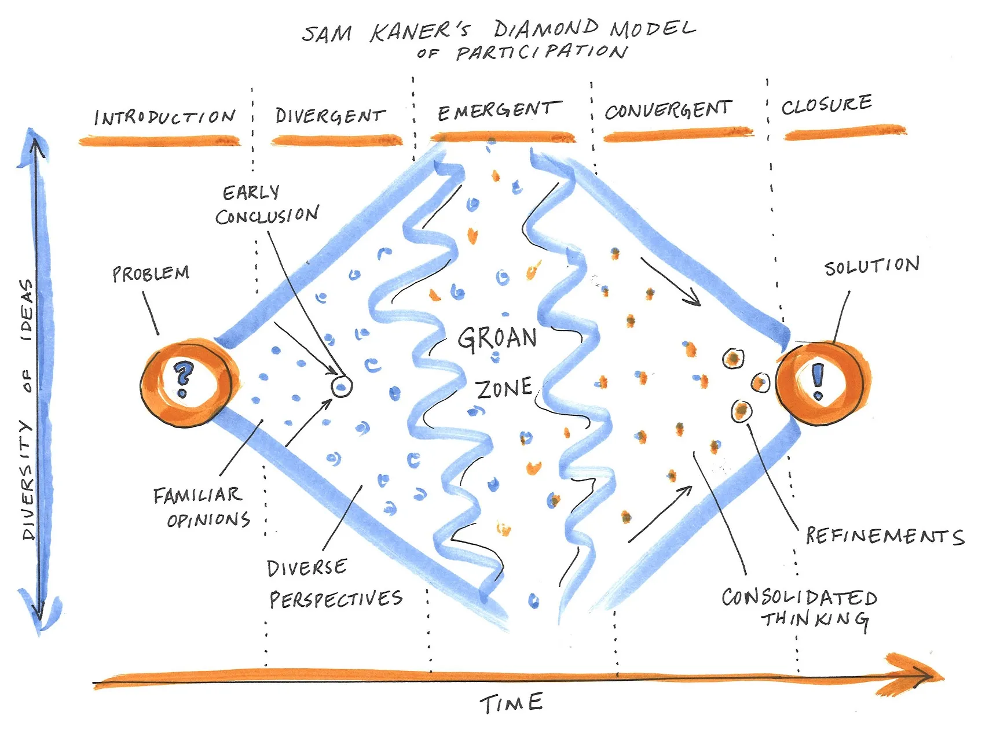 SAM KANER'S DIAMOND MODEL
OF PARTICIPATION
INTRODUCTION
DIVERGENT
EMERGENT
CONVERGENT
CLOSURE
EARLY
CONCLUSION
PROBLEM
SOLUTION
DIVERSITY OF IDEAS
?
GROAN
ZONE
!
FAMILIAR
OPINIONS
DIVERSE
PERSPECTIVES
REFINEMENTS
CONSOLIDATED
THINKING
TIME